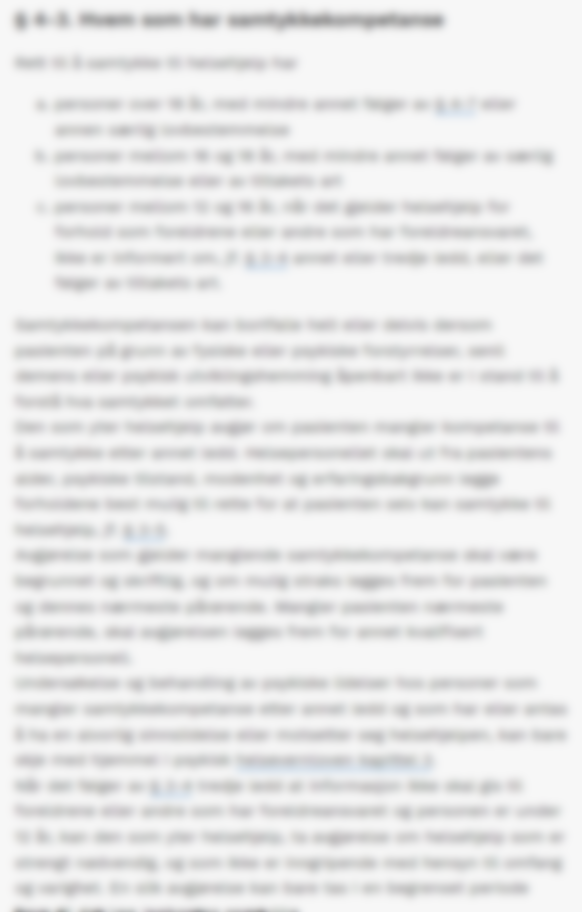 § 4-3. Hvem som har samtykkekompetanse
Rett til å samtykke til helsehjelp har
a. personer over 18 år, med mindre annet følger av § 4-7 eller
annen særlig lovbestemmelse
b. personer mellom 16 og 18 år, med mindre annet følger av særlig
lovbestemmelse eller av tiltakets art
c. personer mellom 12 og 16 år, når det gjelder helsehjelp for
forhold som foreldrene eller andre som har foreldreansvaret,
ikke er informert om, jf. § 3-4 annet eller tredje ledd, eller det
følger av tiltakets art.
Samtykkekompetansen kan bortfalle helt eller delvis dersom
pasienten på grunn av fysiske eller psykiske forstyrrelser, senil
demens eller psykisk utviklingshemming åpenbart ikke er i stand til å
forstå hva samtykket omfatter.
Den som yter helsehjelp avgjør om pasienten mangler kompetanse til
å samtykke etter annet ledd. Helsepersonellet skal ut fra pasientens
alder, psykiske tilstand, modenhet og erfaringsbakgrunn legge
forholdene best mulig til rette for at pasienten selv kan samtykke til
helsehjelp, jf. § 3-5.
Avgjørelse som gjelder manglende samtykkekompetanse skal være
begrunnet og skriftlig, og om mulig straks legges frem for pasienten
og dennes nærmeste pårørende. Mangler pasienten nærmeste
pårørende, skal avgjørelsen legges frem for annet kvalifisert
helsepersonell.
Undersøkelse og behandling av psykiske lidelser hos personer som
mangler samtykkekompetanse etter annet ledd og som har eller antas
å ha en alvorlig sinnslidelse eller motsetter seg helsehjelpen, kan bare
skje med hjemmel i psykisk helsevernloven kapittel 3.
Når det følger av § 3-4 tredje ledd at informasjon ikke skal gis til
foreldrene eller andre som har foreldreansvaret og personen er under
12 år, kan den som yter helsehjelp, ta avgjørelse om helsehjelp som er
strengt nødvendig, og som ikke er inngripende med hensyn til omfang
og varighet. En slik avgjørelse kan bare tas i en begrenset periode